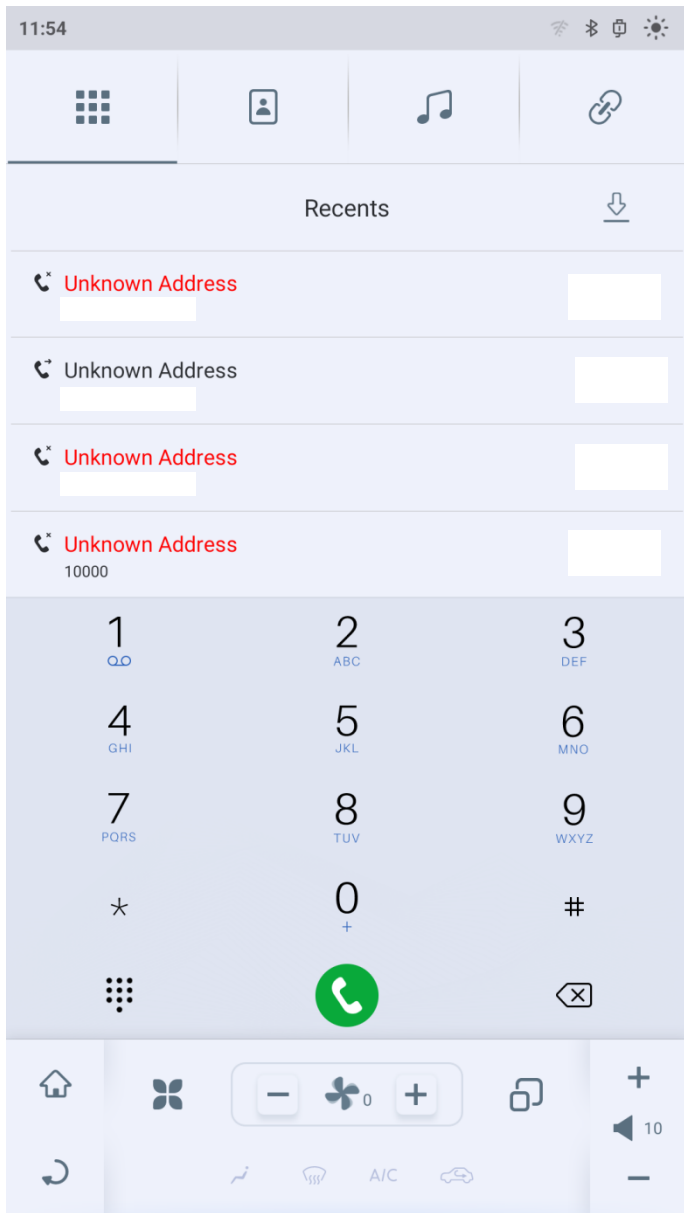 11:54
Recents
Unknown Address
Unknown Address
Unknown Address
Unknown Address
10000
1 2 3
ABC DEF
4 5 6
GHI JKL MNO
7 8 9
PQRS TUV WXYZ
* 0 #
+
0
A/C
10